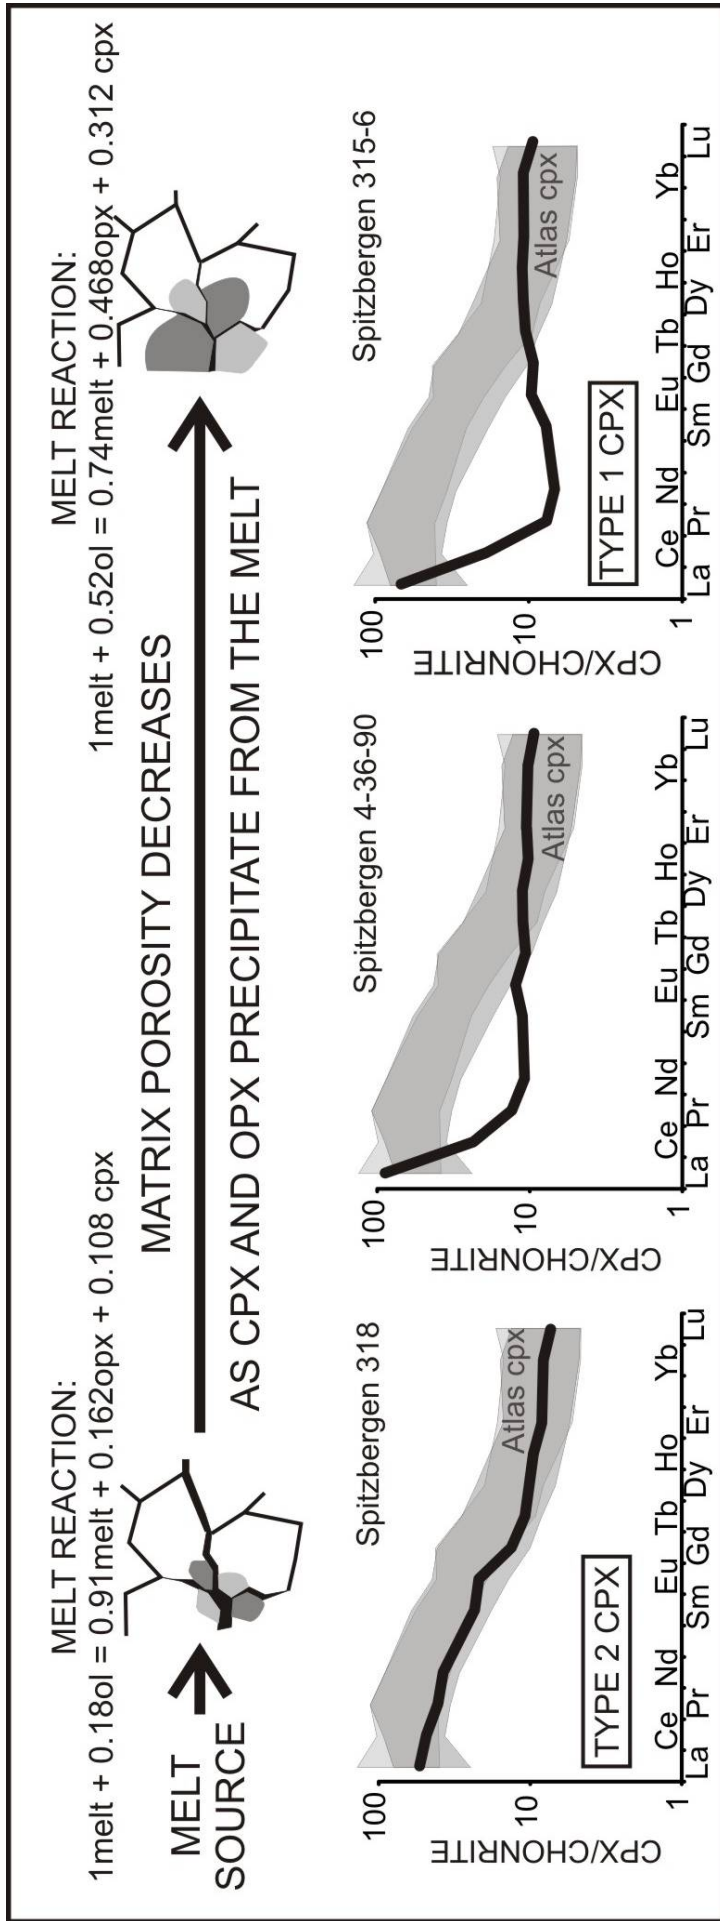 MELT REACTION:
1melt + 0.18ol = 0.91melt + 0.162opx + 0.108 cpx
MELT REACTION:
1melt + 0.52ol = 0.74melt + 0.468opx + 0.312 cpx
MELT
SOURCE
MATRIX POROSITY DECREASES
AS CPX AND OPX PRECIPITATE FROM THE MELT
Spitzbergen 318
100
10
1
CPX/CHONRITE
Atlas cpx
TYPE 2 CPX
La Ce Pr Nd Sm Eu Gd Tb Dy Ho Er Yb Lu
Spitzbergen 4-36-90
100
10
1
CPX/CHONRITE
Atlas cpx
La Ce Pr Nd Sm Eu Gd Tb Dy Ho Er Yb Lu
Spitzbergen 315-6
100
10
1
CPX/CHONRITE
Atlas cpx
TYPE 1 CPX
La Ce Pr Nd Sm Eu Gd Tb Dy Ho Er Yb Lu